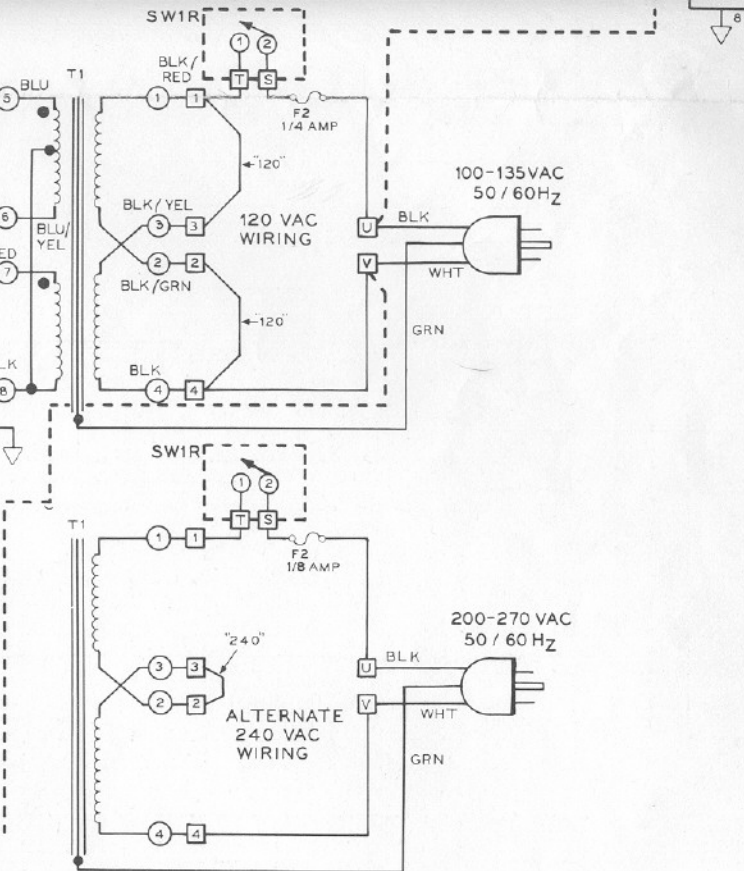 SW1R
8
1 2
BLK/
RED
T S
T1
5 BLU
1 1
F2
1/4 AMP
"120"
100-135VAC
50/60HZ
BLK/YEL
6
BLU/
YEL
3 3
120 VAC
WIRING
U BLK
7
2 2
V
WHT
BLK/GRN
"120"
GRN
BLK
8
4 4
SW1R
1 2
T1
T S
1 1
F2
1/8 AMP
"240"
200-270 VAC
50/60HZ
3 3
U BLK
2 2
ALTERNATE
240 VAC
WIRING
V
WHT
GRN
4 4